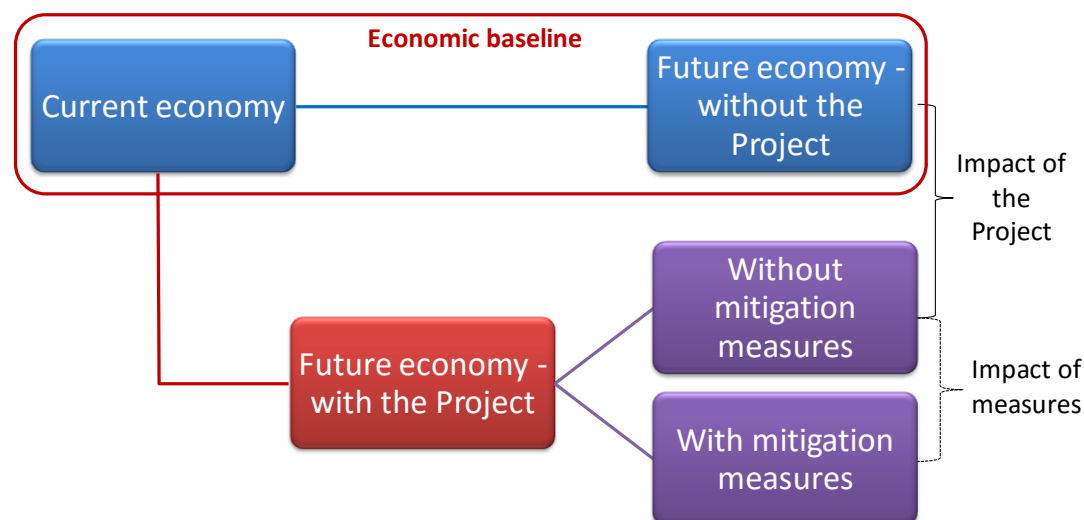 Economic baseline
Current economy
Future economy -
without the
Project
Impact of
the
Project
Without
mitigation
measures
Future economy -
with the Project
Impact of
measures
With mitigation
measures